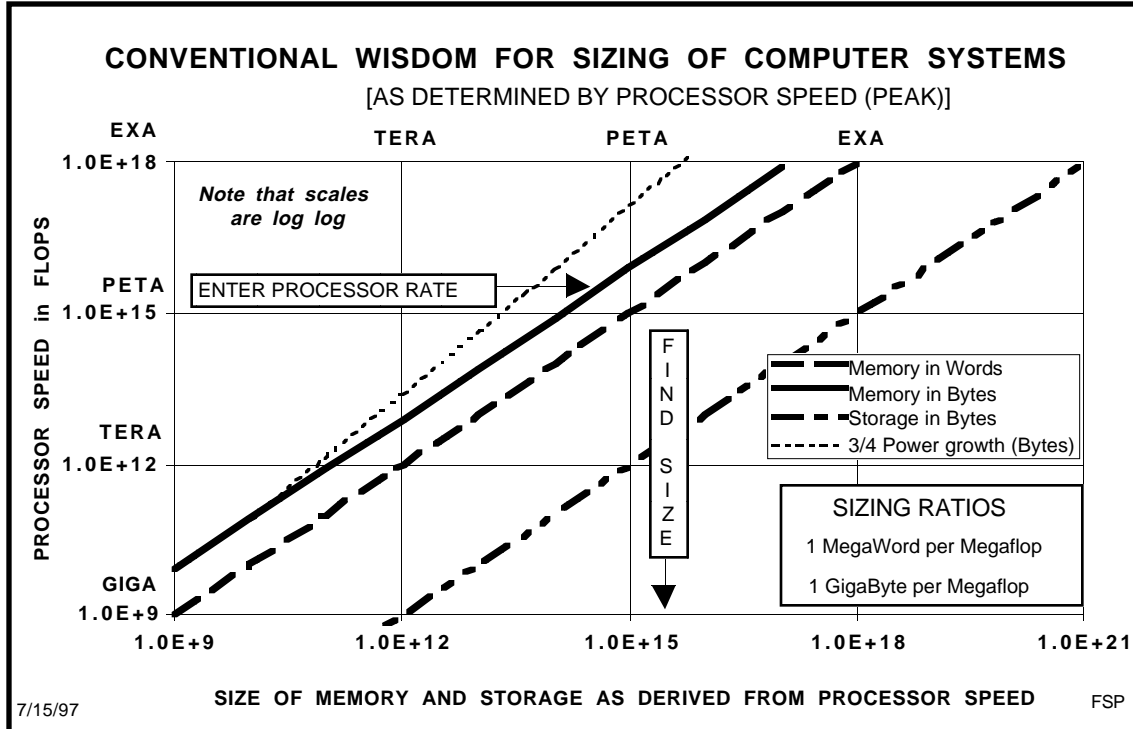 CONVENTIONAL WISDOM FOR SIZING OF COMPUTER SYSTEMS
[AS DETERMINED BY PROCESSOR SPEED (PEAK)]
EXA
TERA
PETA
EXA
1.0E+18
Note that scales
are log log
PROCESSOR SPEED in FLOPS
PETA
ENTER PROCESSOR RATE
1.0E+15
FIND SIZE
Memory in Words
Memory in Bytes
Storage in Bytes
3/4 Power growth (Bytes)
TERA
1.0E+12
SIZING RATIOS
1 MegaWord per Megaflop
1 GigaByte per Megaflop
GIGA
1.0E+9
1.0E+9
1.0E+12
1.0E+15
1.0E+18
1.0E+21
SIZE OF MEMORY AND STORAGE AS DERIVED FROM PROCESSOR SPEED
7/15/97
FSP